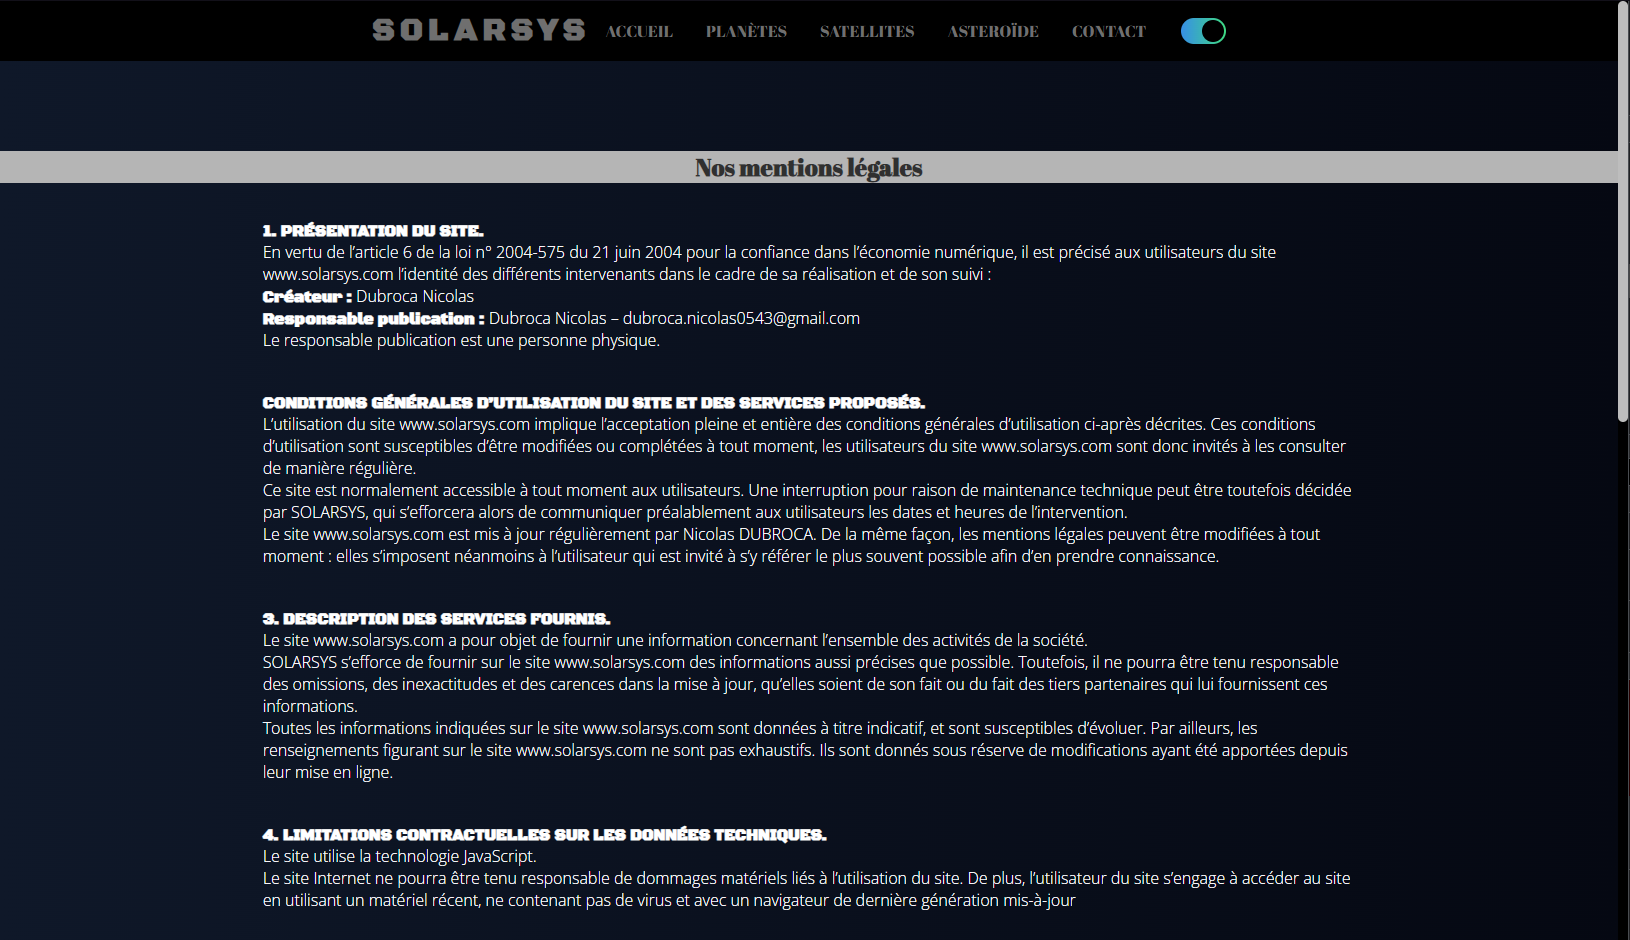 SOLARSYS ACCUEIL PLANÈTES SATELLITES ASTEROÏDE CONTACT
Nos mentions légales
1. PRÉSENTATION DU SITE.
En vertu de l’article 6 de la loi n° 2004-575 du 21 juin 2004 pour la confiance dans l’économie numérique, il est précisé aux utilisateurs du site
www.solarsys.com l’identité des différents intervenants dans le cadre de sa réalisation et de son suivi :
Créateur : Dubroca Nicolas
Responsable publication : Dubroca Nicolas – dubroca.nicolas0543@gmail.com
Le responsable publication est une personne physique.
CONDITIONS GÉNÉRALES D’UTILISATION DU SITE ET DES SERVICES PROPOSÉS.
L’utilisation du site www.solarsys.com implique l’acceptation pleine et entière des conditions générales d’utilisation ci-après décrites. Ces conditions
d’utilisation sont susceptibles d’être modifiées ou complétées à tout moment, les utilisateurs du site www.solarsys.com sont donc invités à les consulter
de manière régulière.
Ce site est normalement accessible à tout moment aux utilisateurs. Une interruption pour raison de maintenance technique peut être toutefois décidée
par SOLARSYS, qui s’efforcera alors de communiquer préalablement aux utilisateurs les dates et heures de l’intervention.
Le site www.solarsys.com est mis à jour régulièrement par Nicolas DUBROCA. De la même façon, les mentions légales peuvent être modifiées à tout
moment : elles s’imposent néanmoins à l’utilisateur qui est invité à s’y référer le plus souvent possible afin d’en prendre connaissance.
3. DESCRIPTION DES SERVICES FOURNIS.
Le site www.solarsys.com a pour objet de fournir une information concernant l’ensemble des activités de la société.
SOLARSYS s’efforce de fournir sur le site www.solarsys.com des informations aussi précises que possible. Toutefois, il ne pourra être tenu responsable
des omissions, des inexactitudes et des carences dans la mise à jour, qu’elles soient de son fait ou du fait des tiers partenaires qui lui fournissent ces
informations.
Toutes les informations indiquées sur le site www.solarsys.com sont données à titre indicatif, et sont susceptibles d’évoluer. Par ailleurs, les
renseignements figurant sur le site www.solarsys.com ne sont pas exhaustifs. Ils sont donnés sous réserve de modifications ayant été apportées depuis
leur mise en ligne.
4. LIMITATIONS CONTRACTUELLES SUR LES DONNÉES TECHNIQUES.
Le site utilise la technologie JavaScript.
Le site Internet ne pourra être tenu responsable de dommages matériels liés à l’utilisation du site. De plus, l’utilisateur du site s’engage à accéder au site
en utilisant un matériel récent, ne contenant pas de virus et avec un navigateur de dernière génération mis-à-jour